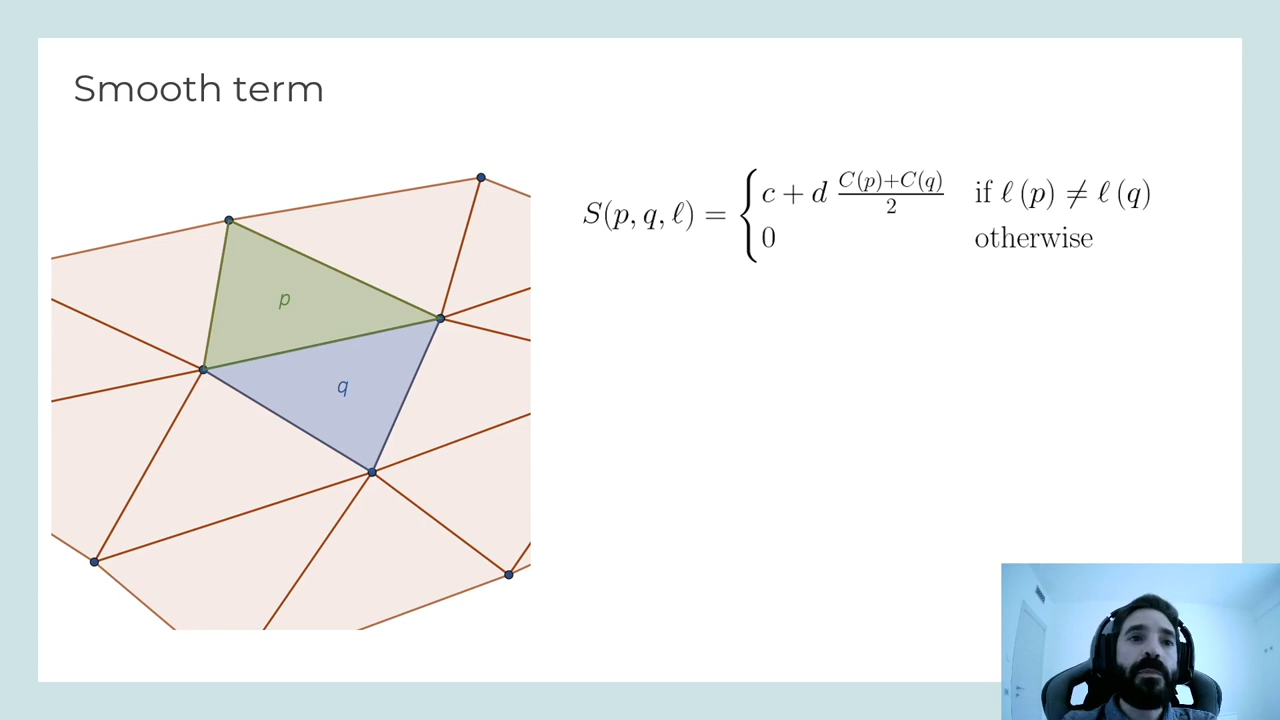 Smooth term
p
q
S(p, q, ℓ) = { c + d (C(p)+C(q))/2 if ℓ (p) ≠ ℓ (q)
0 otherwise